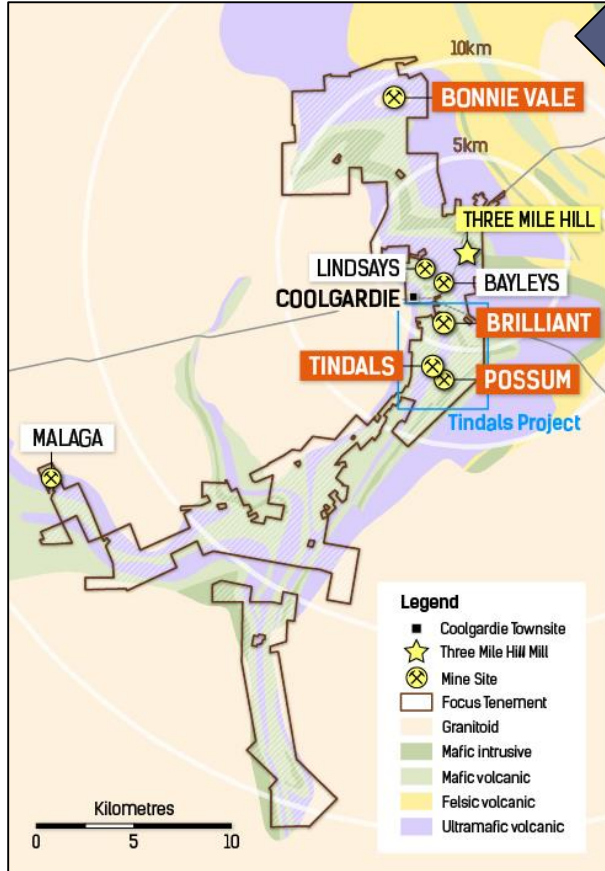 10km
BONNIE VALE
5km
THREE MILE HILL
LINDSAYS
BAYLEYS
COOLGARDIE
BRILLIANT
TINDALS
POSSUM
Tindals Project
MALAGA
Legend
Coolgardie Townsite
Three Mile Hill Mill
Mine Site
Focus Tenement
Granitoid
Mafic intrusive
Mafic volcanic
Felsic volcanic
Ultramafic volcanic
Kilometres
0 5 10